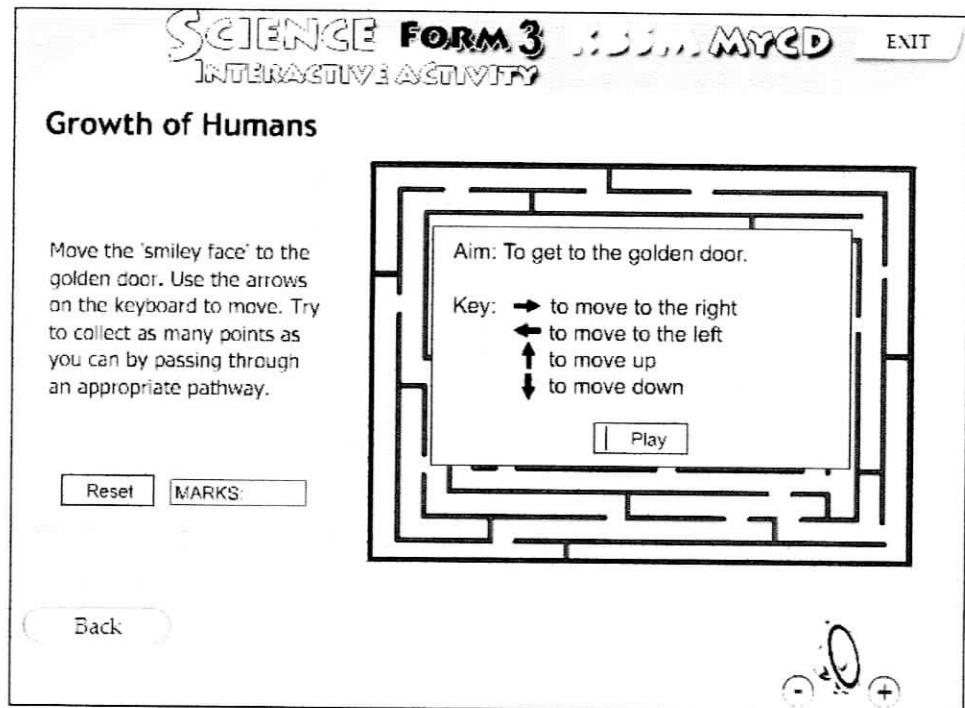 SCIENCE FORM 3 KBSM MYCD
EXIT
INTERACTIVE ACTIVITY
Growth of Humans
Move the 'smiley face' to the
golden door. Use the arrows
on the keyboard to move. Try
to collect as many points as
you can by passing through
an appropriate pathway.
Reset
MARKS:
Aim: To get to the golden door.
Key: → to move to the right
← to move to the left
↑ to move up
↓ to move down
Play
Back
- +